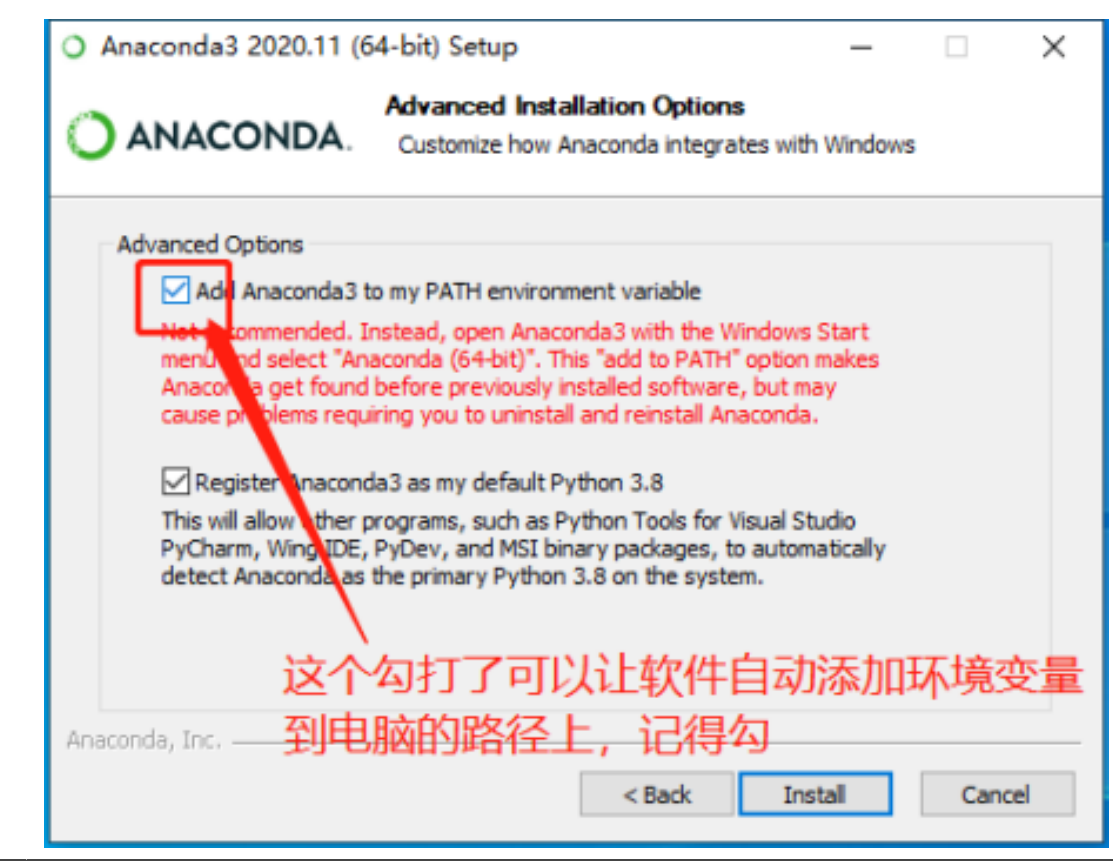 Anaconda3 2020.11 (64-bit) Setup
ANACONDA.
Advanced Installation Options
Customize how Anaconda integrates with Windows
Advanced Options
Add Anaconda3 to my PATH environment variable
Not recommended. Instead, open Anaconda3 with the Windows Start
menu and select "Anaconda (64-bit)". This "add to PATH" option makes
Anaconda get found before previously installed software, but may
cause problems requiring you to uninstall and reinstall Anaconda.
Register Anaconda3 as my default Python 3.8
This will allow other programs, such as Python Tools for Visual Studio
PyCharm, Wing IDE, PyDev, and MSI binary packages, to automatically
detect Anaconda as the primary Python 3.8 on the system.
这个勾打了可以让软件自动添加环境变量
到电脑的路径上，记得勾
Anaconda, Inc.
< Back
Install
Cancel